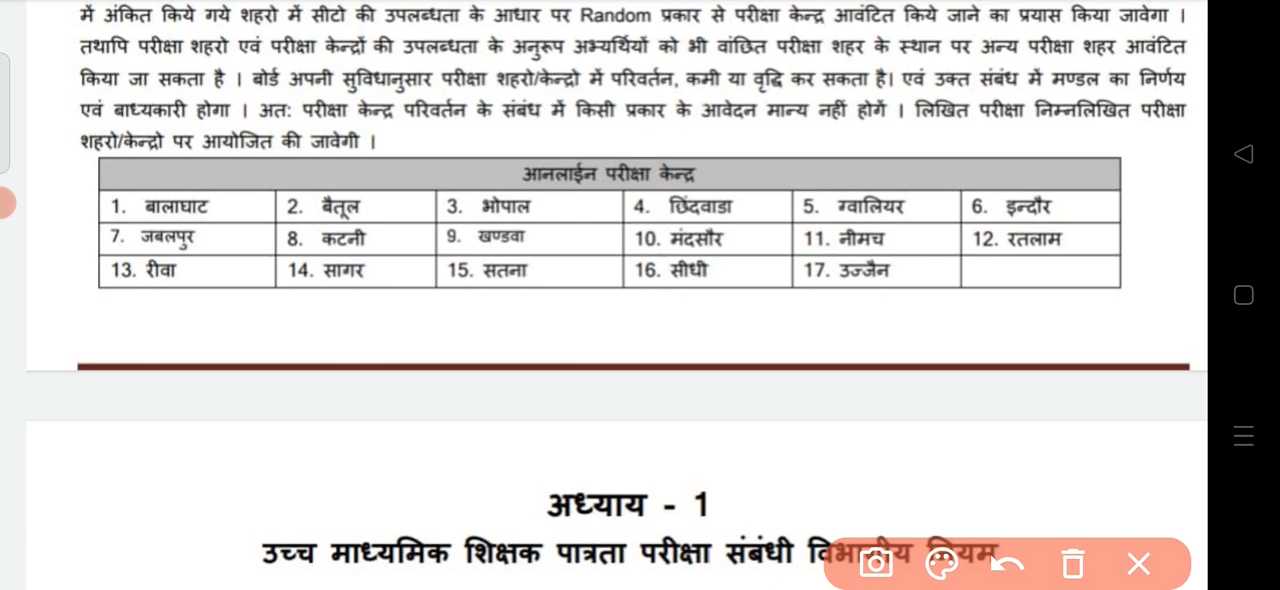 में अंकित किये गये शहरो में सीटो की उपलब्धता के आधार पर Random प्रकार से परीक्षा केन्द्र आवंटित किये जाने का प्रयास किया जावेगा ।
तथापि परीक्षा शहरो एवं परीक्षा केन्द्रों की उपलब्धता के अनुरूप अभ्यर्थियों को भी वांछित परीक्षा शहर के स्थान पर अन्य परीक्षा शहर आवंटित
किया जा सकता है । बोर्ड अपनी सुविधानुसार परीक्षा शहरो/केन्द्रो में परिवर्तन, कमी या वृद्धि कर सकता है। एवं उक्त संबंध में मण्डल का निर्णय
एवं बाध्यकारी होगा । अत: परीक्षा केन्द्र परिवर्तन के संबंध में किसी प्रकार के आवेदन मान्य नहीं होगें । लिखित परीक्षा निम्नलिखित परीक्षा
शहरो/केन्द्रो पर आयोजित की जावेगी ।
आनलाईन परीक्षा केन्द्र
1. बालाघाट 2. बैतूल 3. भोपाल 4. छिंदवाडा 5. ग्वालियर 6. इन्दौर
7. जबलपुर 8. कटनी 9. खण्डवा 10. मंदसौर 11. नीमच 12. रतलाम
13. रीवा 14. सागर 15. सतना 16. सीधी 17. उज्जैन
अध्याय - 1
उच्च माध्यमिक शिक्षक पात्रता परीक्षा संबंधी विभागीय नियम